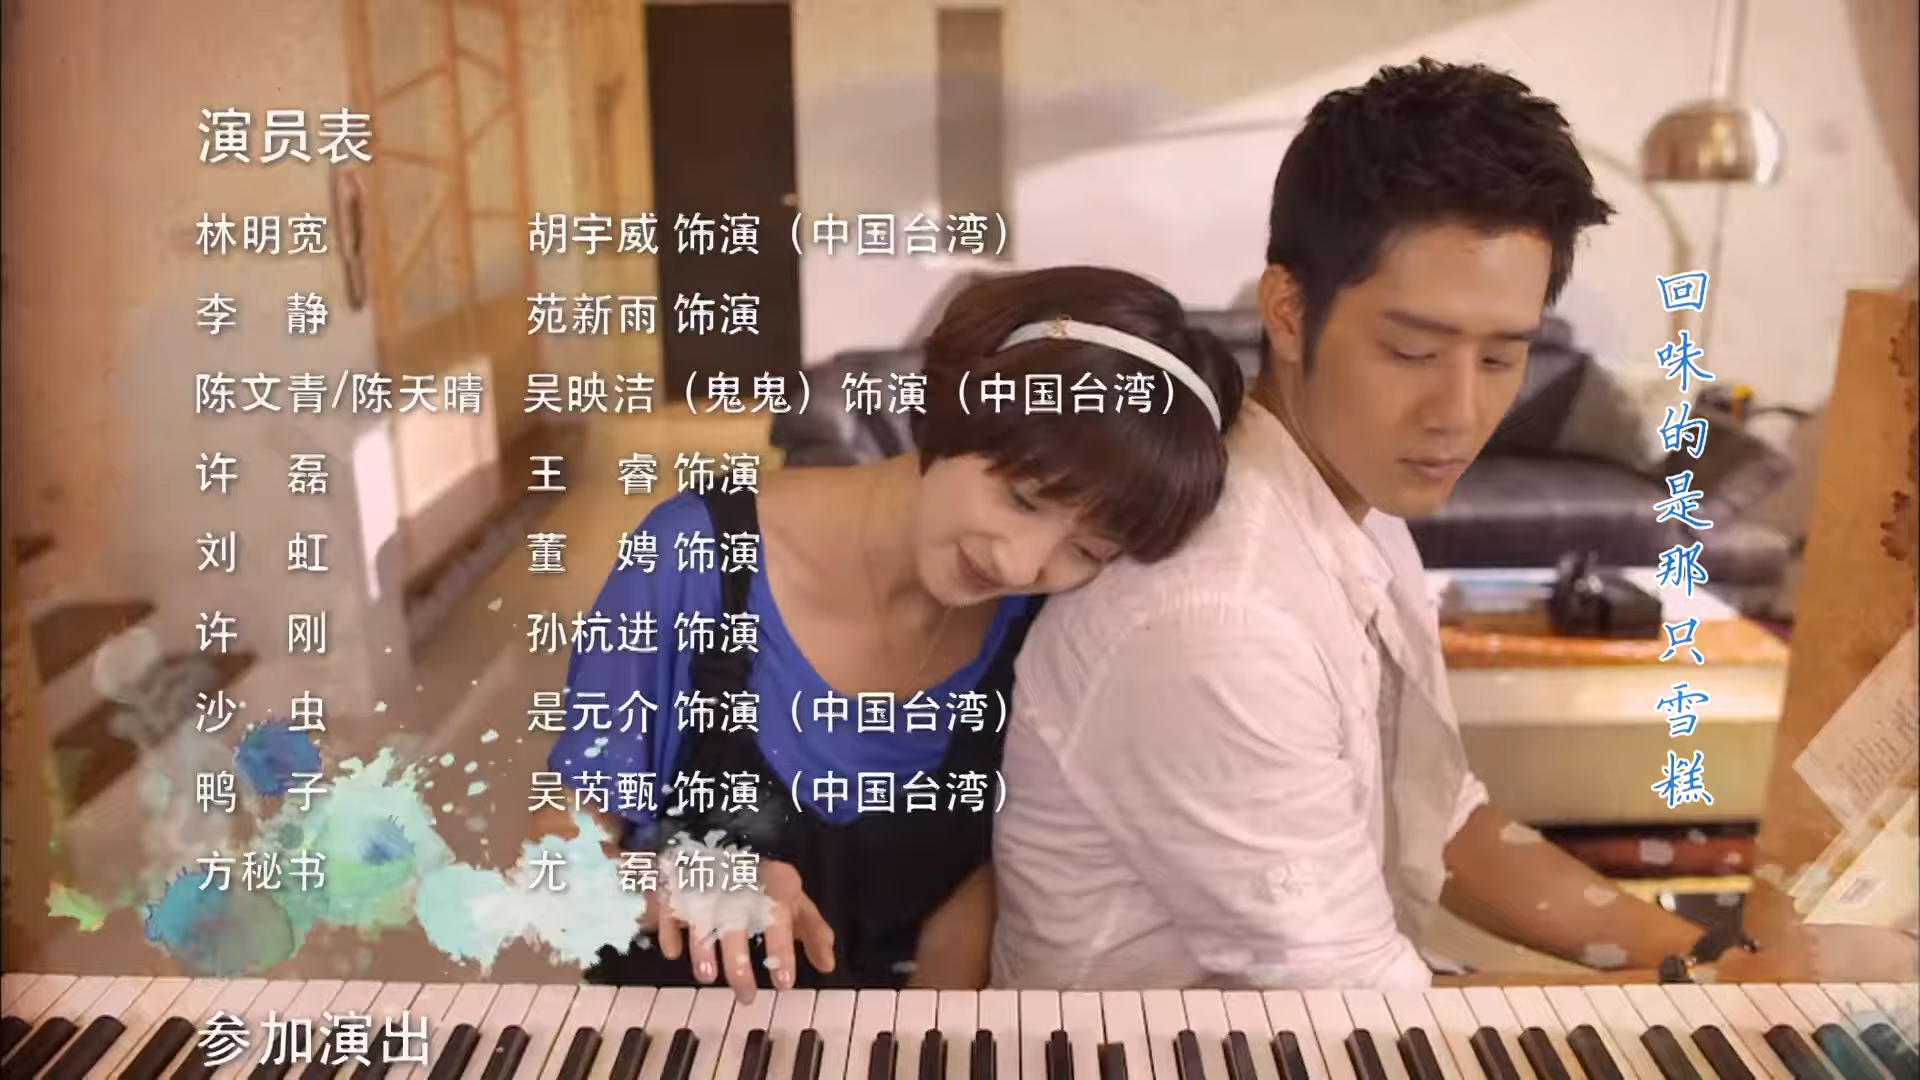 演员表
林明宽 胡宇威 饰演（中国台湾）
李 静 苑新雨 饰演
陈文青/陈天晴 吴映洁（鬼鬼）饰演（中国台湾）
许 磊 王 睿 饰演
刘 虹 董 娉 饰演
许 刚 孙杭进 饰演
沙 虫 是元介 饰演（中国台湾）
鸭 子 吴芮甄 饰演（中国台湾）
方秘书 尤 磊 饰演
参加演出
回味的是那只雪糕